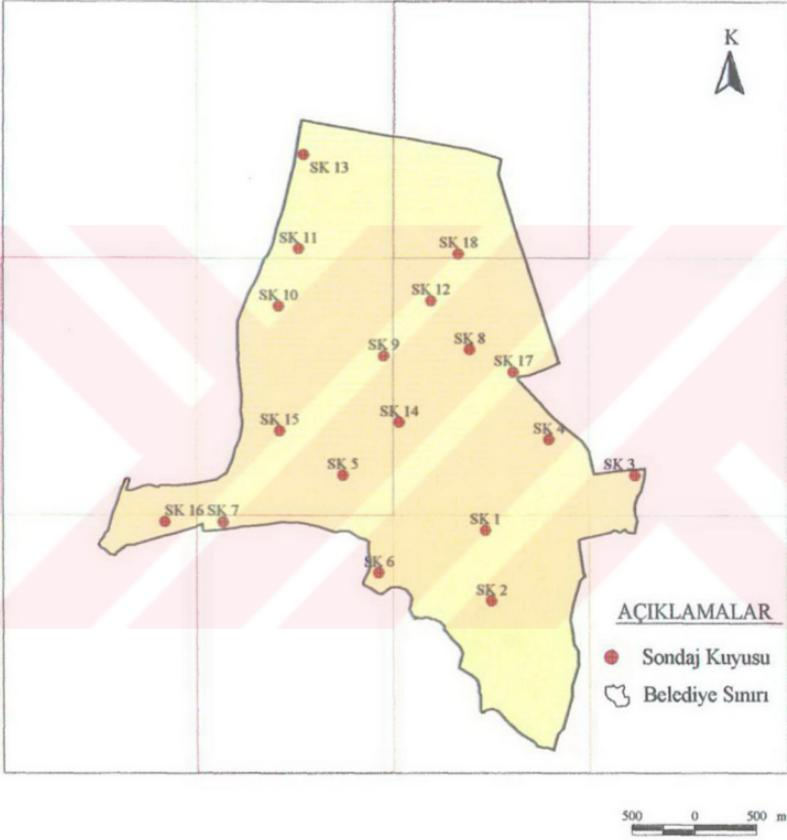 K
SK 13
SK 11
SK 18
SK 10
SK 12
SK 9
SK 8
SK 17
SK 15
SK 14
SK 4
SK 5
SK 3
SK 16 SK 7
SK 1
SK 6
SK 2
AÇIKLAMALAR
Sondaj Kuyusu
Belediye Sınırı
500 0 500 m